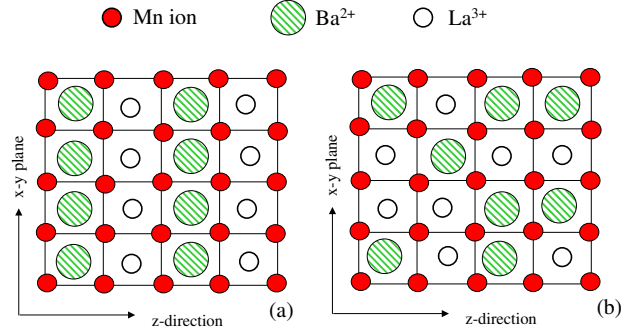 Mn ion Ba²⁺ La³⁺
x-y plane
z-direction
(a)
x-y plane
z-direction
(b)